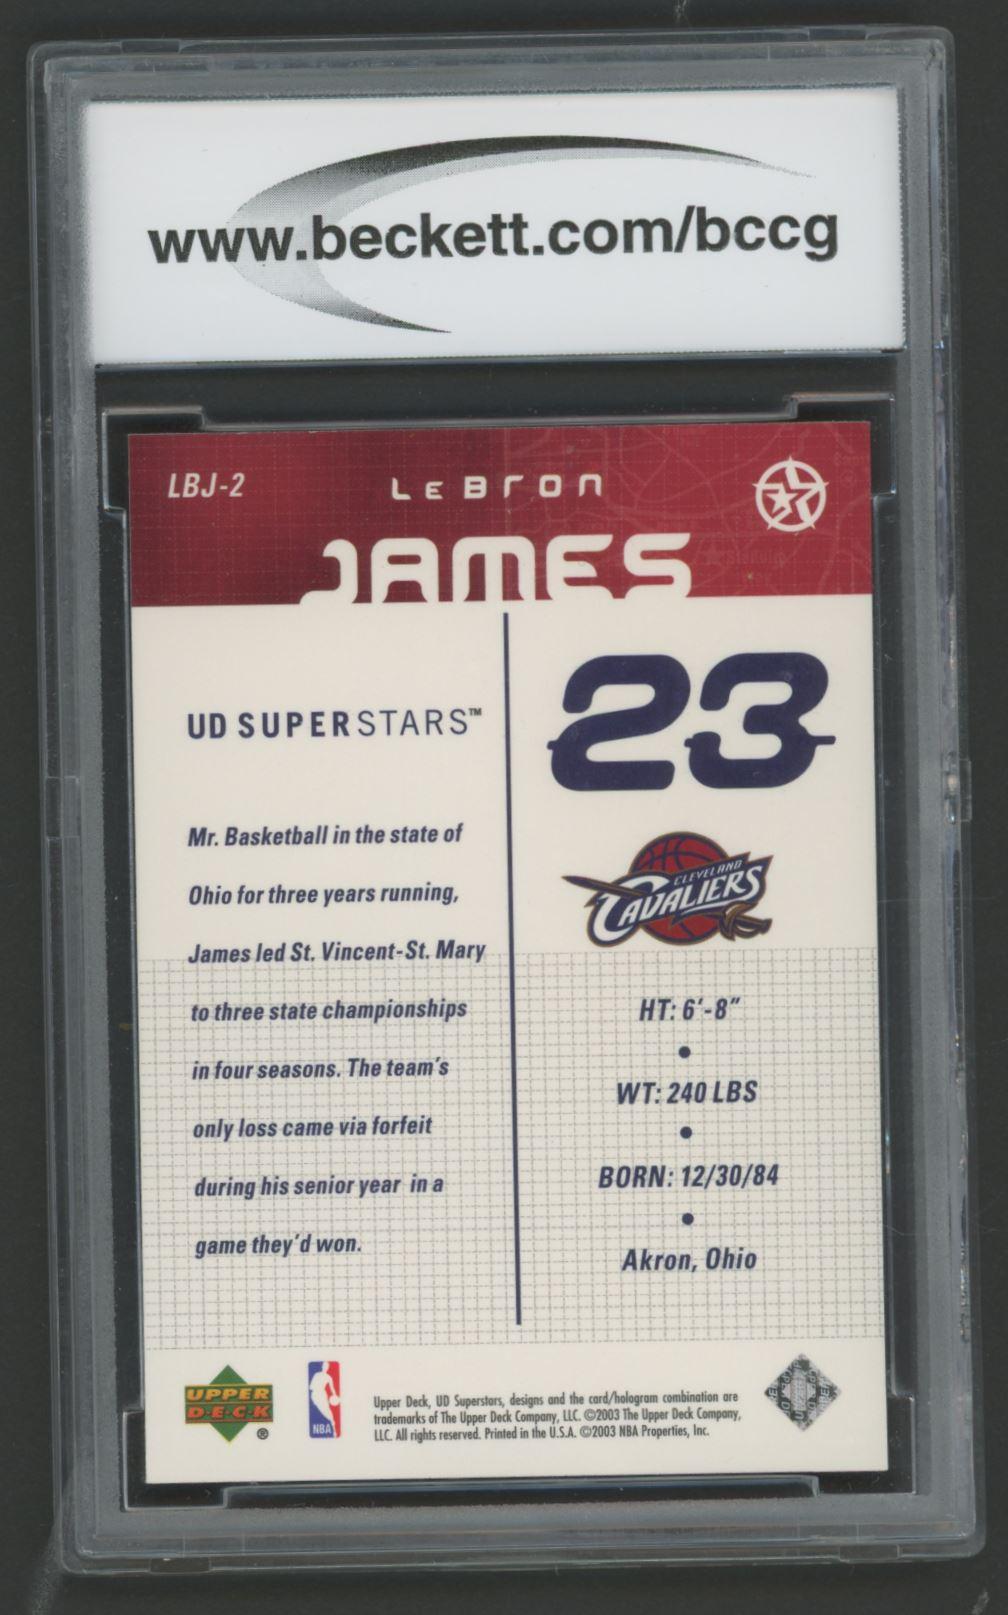 www.beckett.com/bccg
LBJ-2
LeBron
JAMES
UD SUPERSTARS™
Mr. Basketball in the state of
Ohio for three years running,
James led St. Vincent-St. Mary
to three state championships
in four seasons. The team's
only loss came via forfeit
during his senior year in a
game they'd won.
23
CLEVELAND
CAVALIERS
HT: 6'-8"
•
WT: 240 LBS
•
BORN: 12/30/84
•
Akron, Ohio
UPPER
D·E·C·K
®
NBA
Upper Deck, UD Superstars, designs and the card/hologram combination are
trademarks of The Upper Deck Company, LLC. ©2003 The Upper Deck Company,
LLC. All rights reserved. Printed in the U.S.A. ©2003 NBA Properties, Inc.